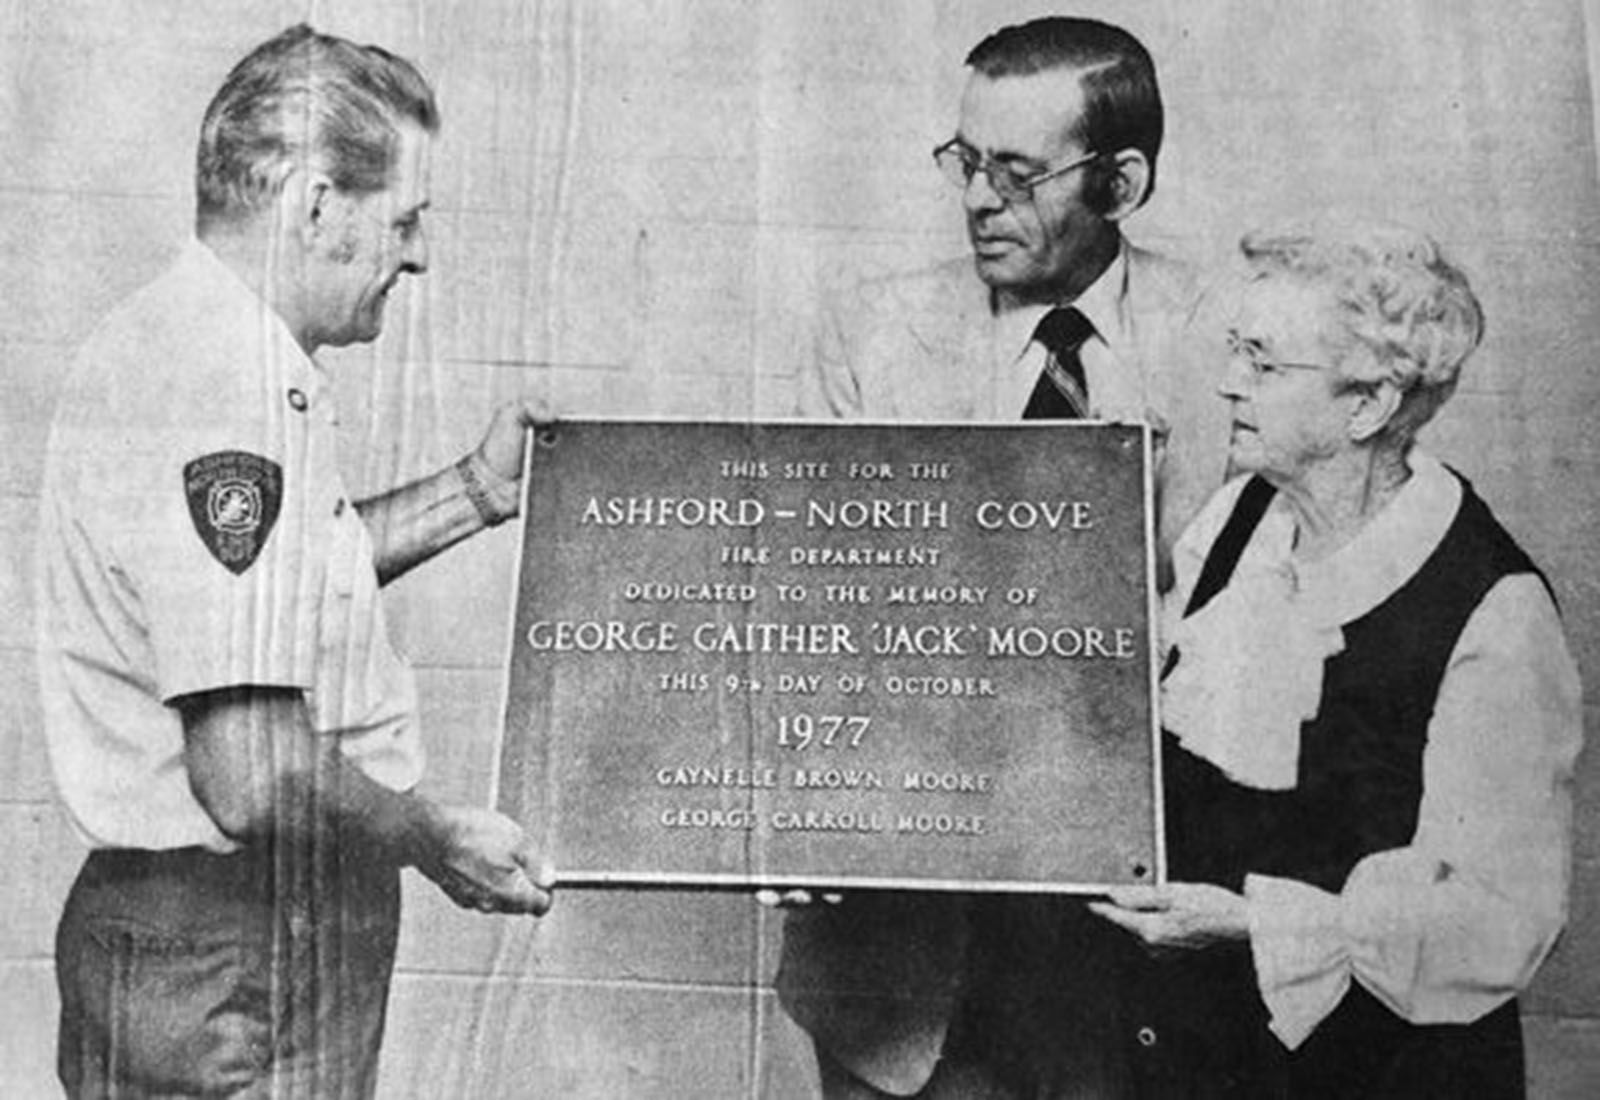 THIS SITE FOR THE
ASHFORD-NORTH COVE
FIRE DEPARTMENT
DEDICATED TO THE MEMORY OF
GEORGE GAITHER 'JACK' MOORE
THIS 9th DAY OF OCTOBER
1977
GAYNELLE BROWN MOORE
GEORGE CARROLL MOORE